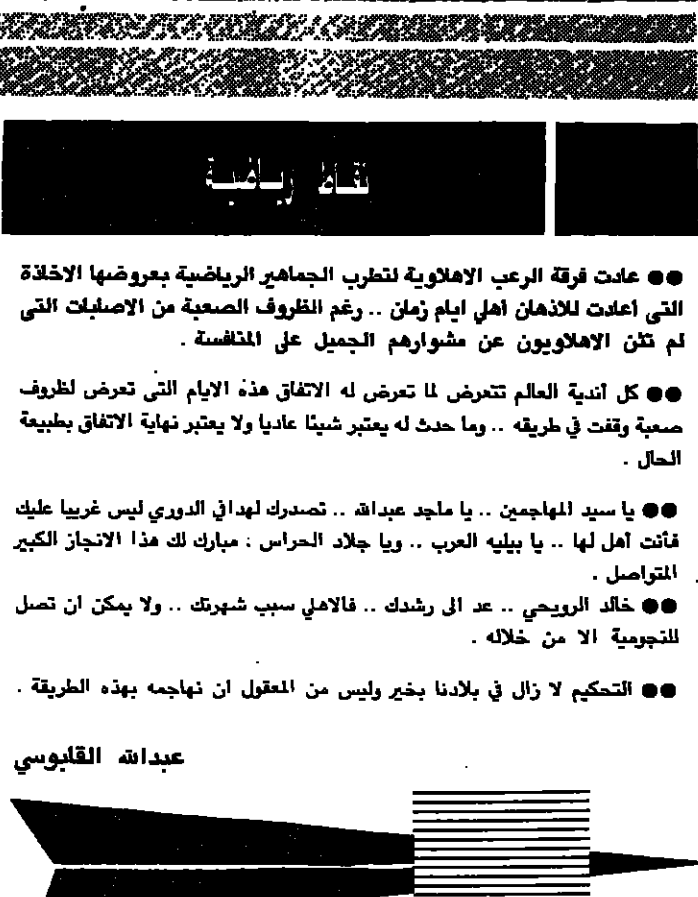 نقاط رياضية
●● عادت فرقة الرعب الاهلاوية لتطرب الجماهير الرياضية بعروضها الاخاذة
التى أعادت للاذهان أهلي ايام زمان .. رغم الظروف الصعبة من الاصابات التى
لم تثن الاهلاويون عن مشوارهم الجميل على المنافسة .
●● كل أندية العالم تتعرض لما تعرض له الاتفاق هذه الايام التى تعرض لظروف
صعبة وقفت في طريقه .. وما حدث له يعتبر شيئا عاديا ولا يعتبر نهاية الاتفاق بطبيعة
الحال .
●● يا سيد المهاجمين .. يا ماجد عبدالله .. تصدرك لهدافي الدوري ليس غريبا عليك
فأنت أهل لها .. يا بيليه العرب .. ويا جلاد الحراس : مبارك لك هذا الانجاز الكبير
المتواصل .
●● خالد الرويحي .. عد الى رشدك .. فالاهلي سبب شهرتك .. ولا يمكن ان تصل
للنجومية الا من خلاله .
●● التحكيم لا زال في بلادنا بخير وليس من المعقول ان نهاجمه بهذه الطريقة .
عبدالله القابوسي